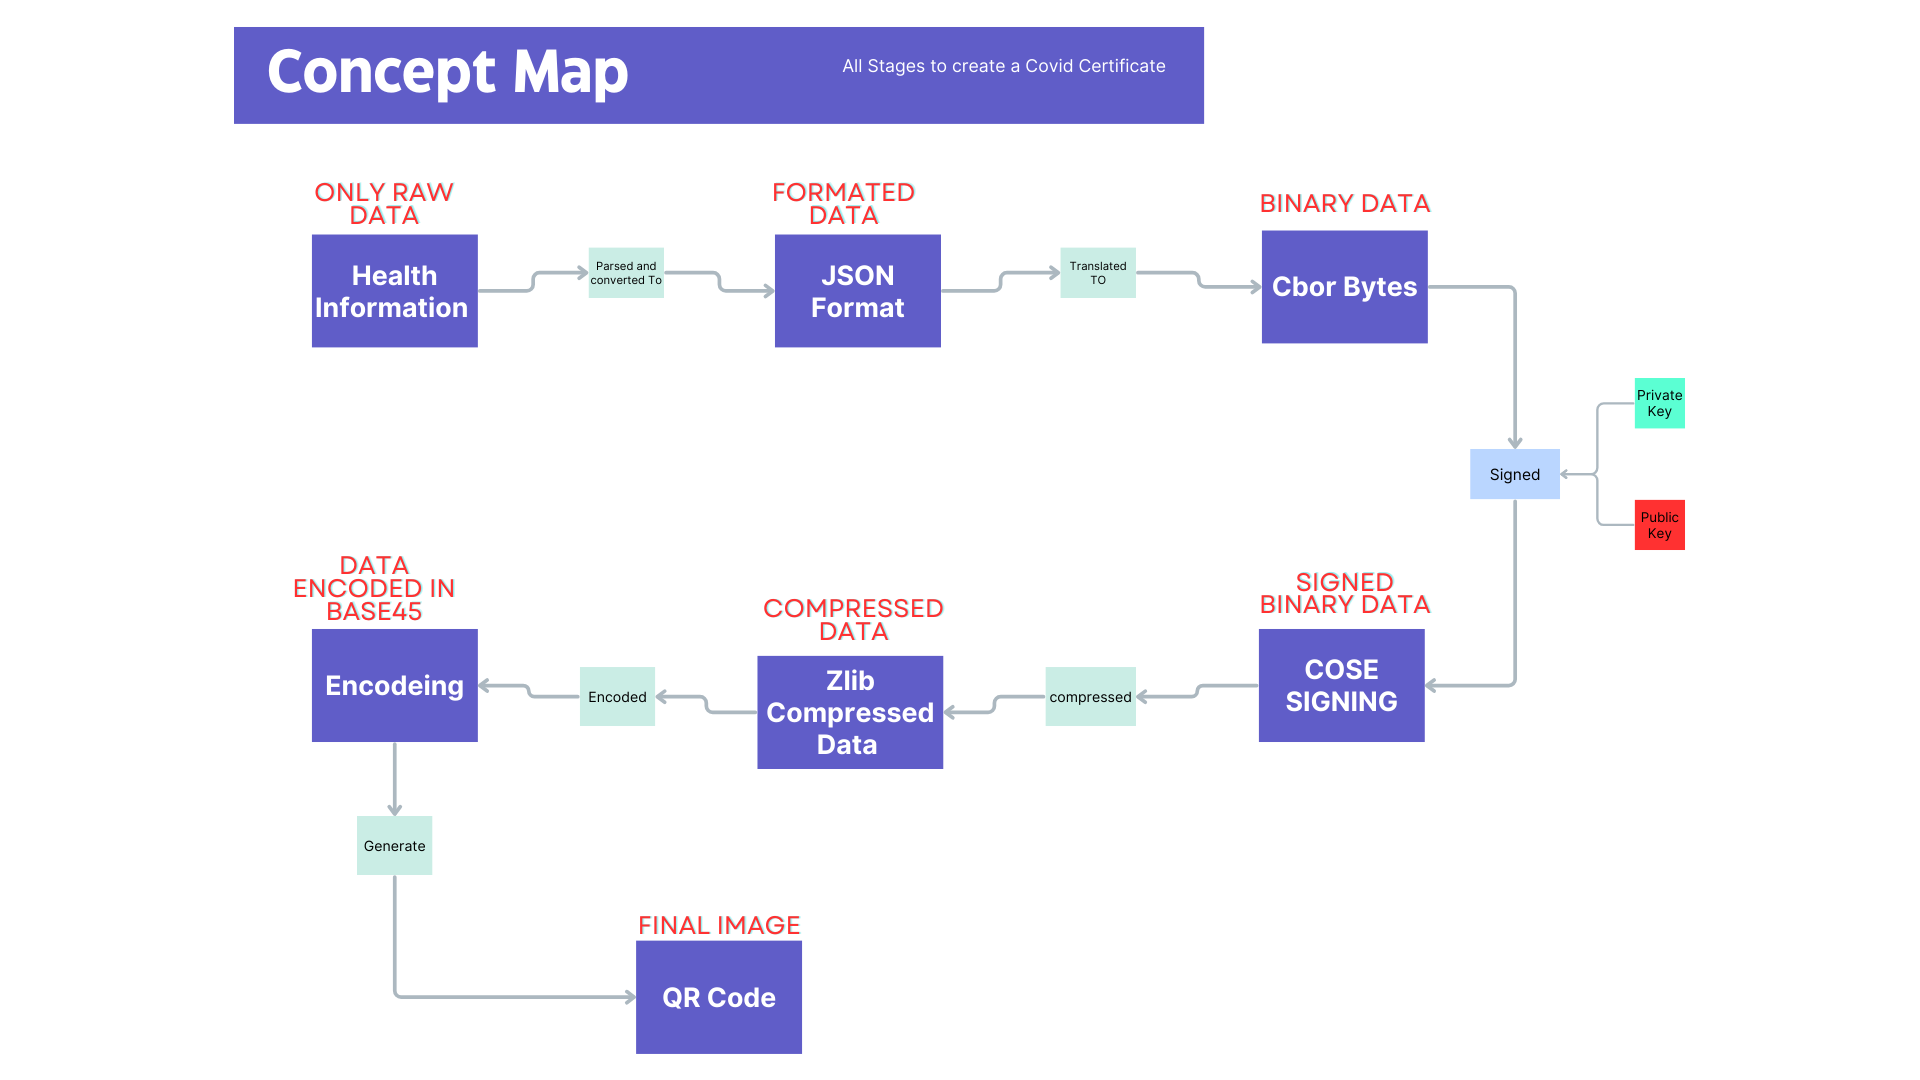 Concept Map
All Stages to create a Covid Certificate
ONLY RAW
DATA
Health
Information
Parsed and
converted To
FORMATED
DATA
JSON
Format
Translated
TO
BINARY DATA
Cbor Bytes
Private
Key
Signed
Public
Key
SIGNED
BINARY DATA
COSE
SIGNING
compressed
COMPRESSED
DATA
Zlib
Compressed
Data
Encoded
DATA
ENCODED IN
BASE45
Encodeing
Generate
FINAL IMAGE
QR Code